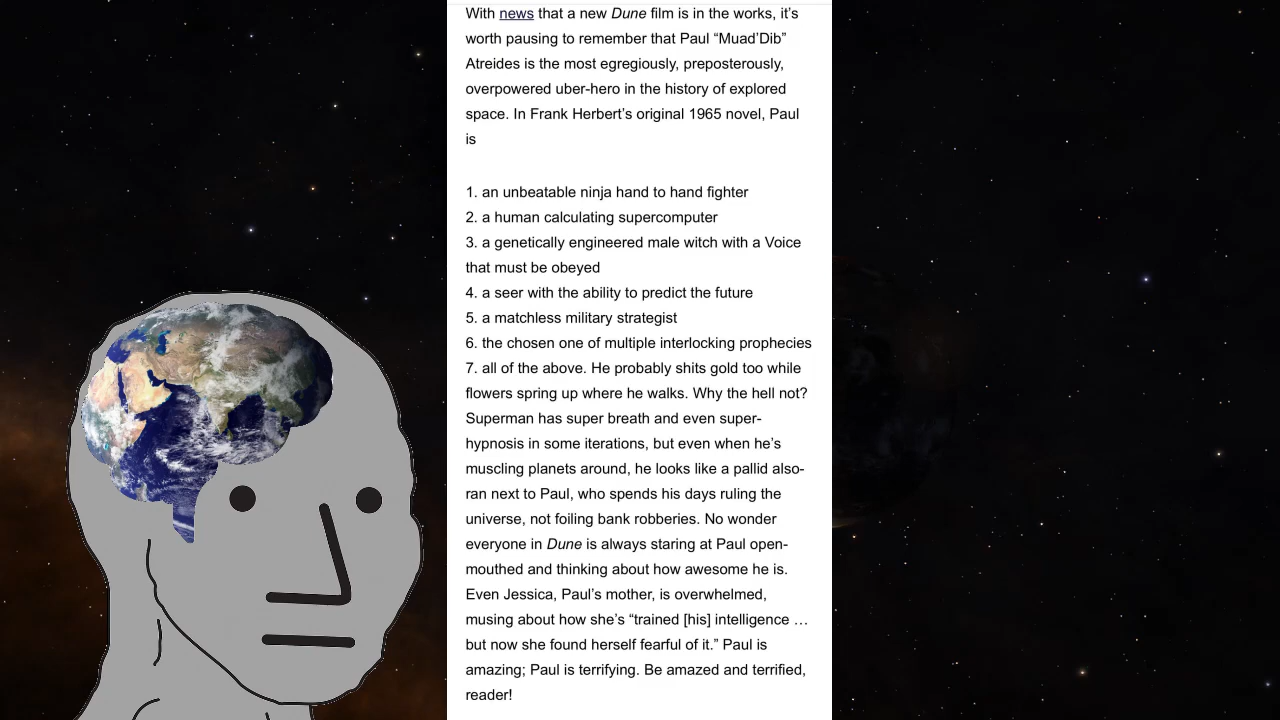 With news that a new Dune film is in the works, it’s
worth pausing to remember that Paul “Muad’Dib”
Atreides is the most egregiously, preposterously,
overpowered uber-hero in the history of explored
space. In Frank Herbert’s original 1965 novel, Paul
is
1. an unbeatable ninja hand to hand fighter
2. a human calculating supercomputer
3. a genetically engineered male witch with a Voice
that must be obeyed
4. a seer with the ability to predict the future
5. a matchless military strategist
6. the chosen one of multiple interlocking prophecies
7. all of the above. He probably shits gold too while
flowers spring up where he walks. Why the hell not?
Superman has super breath and even super-
hypnosis in some iterations, but even when he’s
muscling planets around, he looks like a pallid also-
ran next to Paul, who spends his days ruling the
universe, not foiling bank robberies. No wonder
everyone in Dune is always staring at Paul open-
mouthed and thinking about how awesome he is.
Even Jessica, Paul’s mother, is overwhelmed,
musing about how she’s “trained [his] intelligence …
but now she found herself fearful of it.” Paul is
amazing; Paul is terrifying. Be amazed and terrified,
reader!